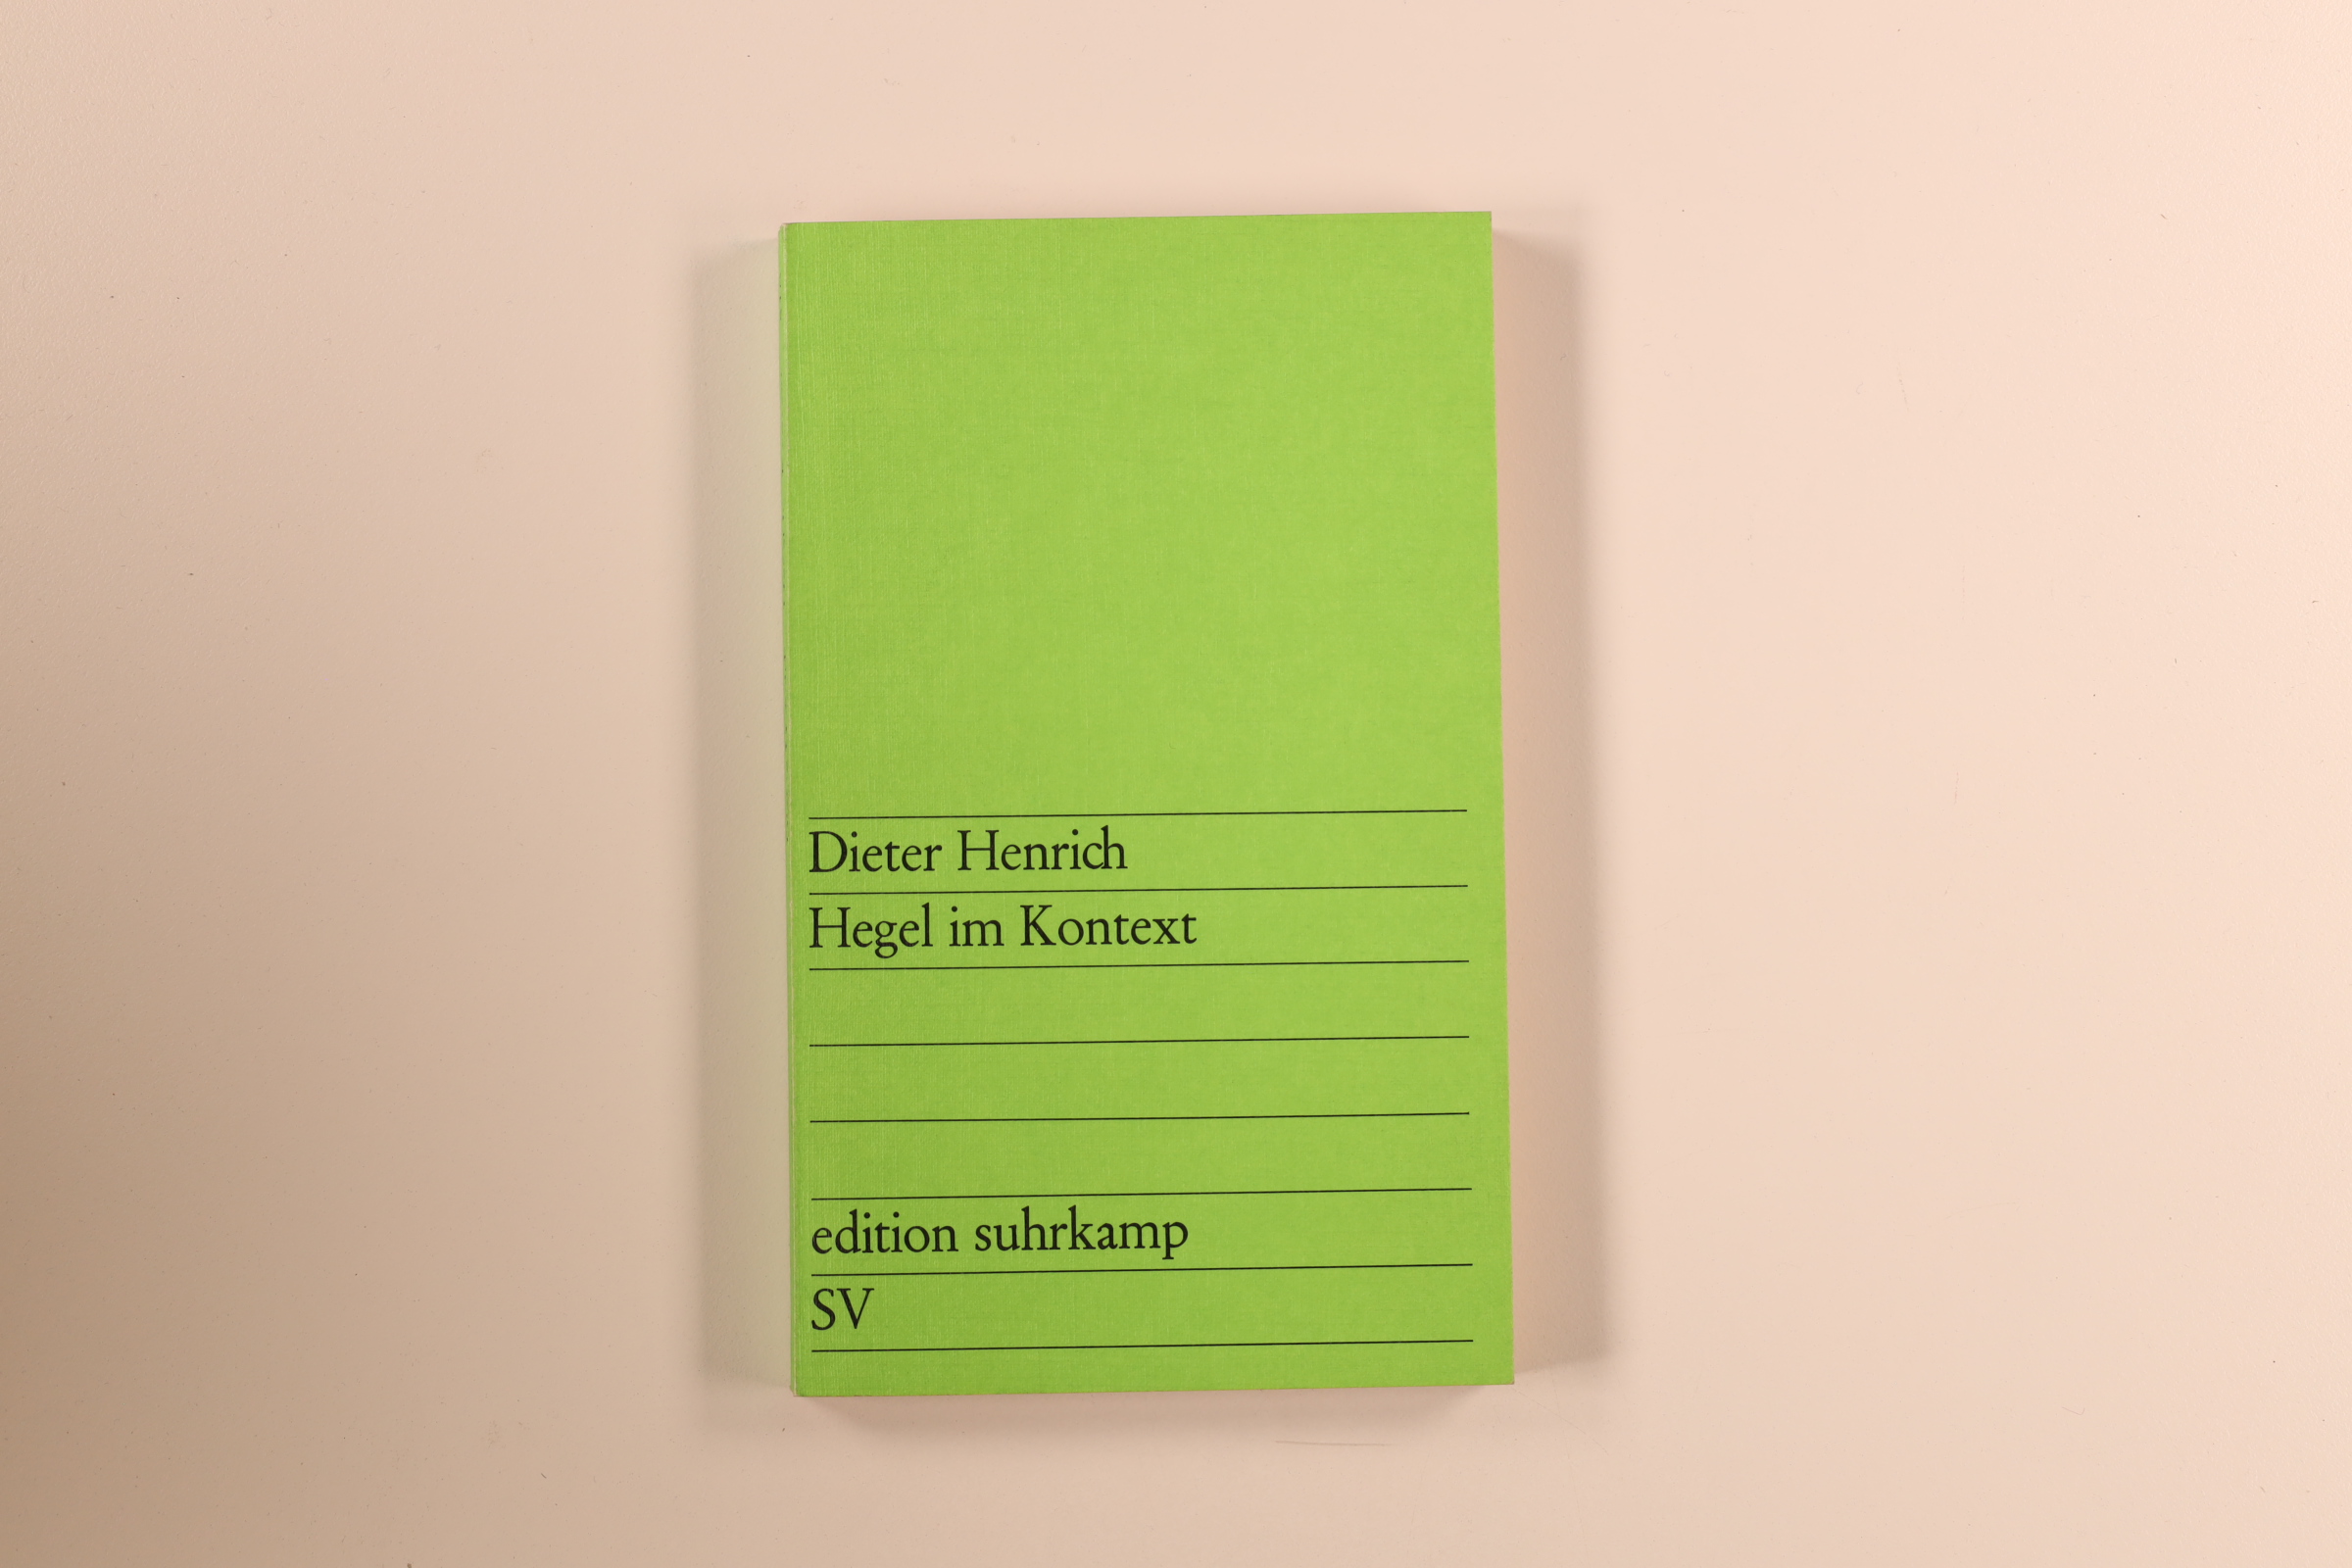 Dieter Henrich
Hegel im Kontext
edition suhrkamp
SV